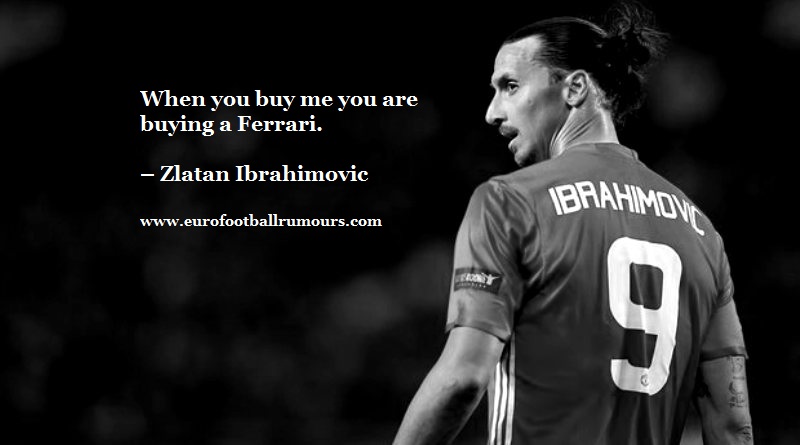 When you buy me you are
buying a Ferrari.
– Zlatan Ibrahimovic
www.eurofootballrumours.com
IBRAHIMOVIC
9